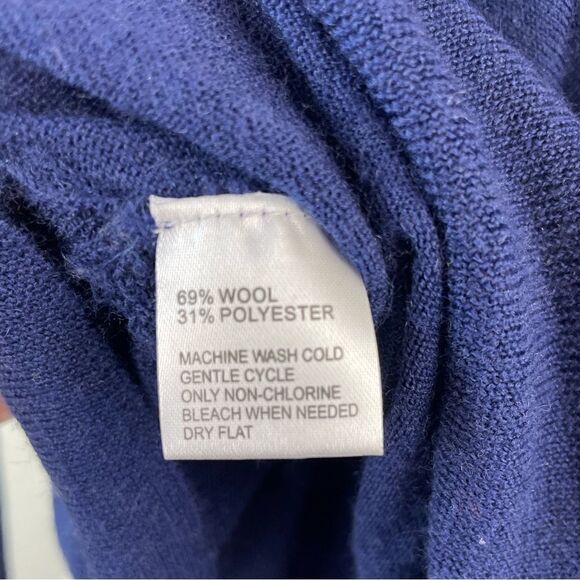 69% WOOL
31% POLYESTER
MACHINE WASH COLD
GENTLE CYCLE
ONLY NON-CHLORINE
BLEACH WHEN NEEDED
DRY FLAT